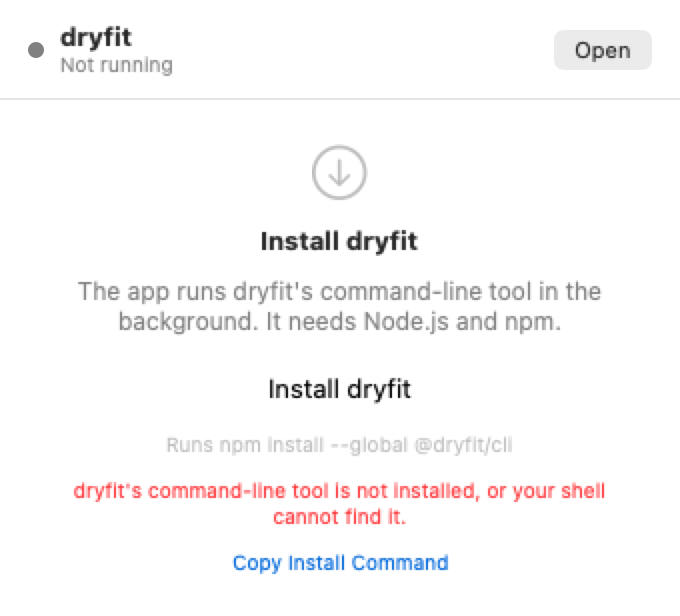 dryfit
Not running
Open
Install dryfit
The app runs dryfit's command-line tool in the
background. It needs Node.js and npm.
Install dryfit
Runs npm install --global @dryfit/cli
dryfit's command-line tool is not installed, or your shell
cannot find it.
Copy Install Command